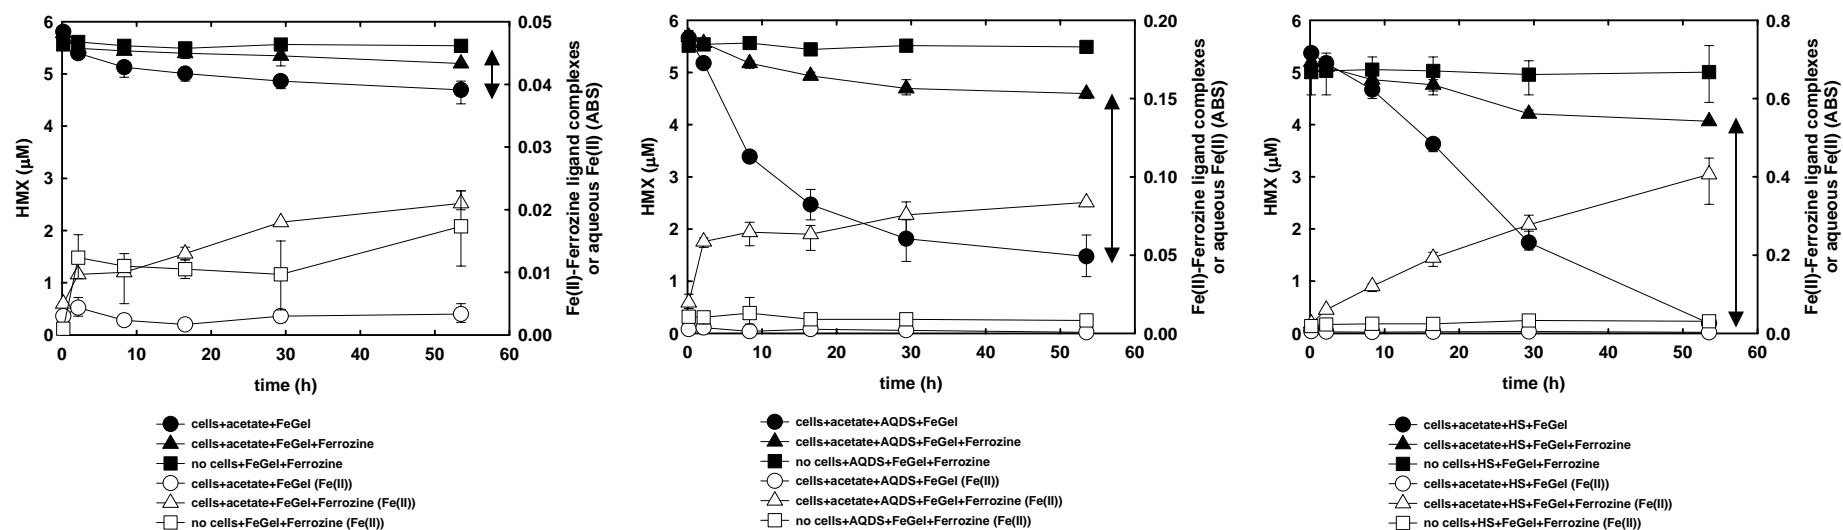 6
5
4
3
2
1
0
HMX (μM)
0.05
0.04
0.03
0.02
0.01
0.00
Fe(II)-Ferrozine ligand complexes
or aqueous Fe(II) (ABS)
0 10 20 30 40 50 60
time (h)
cells+acetate+FeGel
cells+acetate+FeGel+Ferrozine
no cells+FeGel+Ferrozine
cells+acetate+FeGel (Fe(II))
cells+acetate+FeGel+Ferrozine (Fe(II))
no cells+FeGel+Ferrozine (Fe(II))
6
5
4
3
2
1
0
HMX (μM)
0.20
0.15
0.10
0.05
0.00
Fe(II)-Ferrozine ligand complexes
or aqueous Fe(II) (ABS)
0 10 20 30 40 50 60
time (h)
cells+acetate+AQDS+FeGel
cells+acetate+AQDS+FeGel+Ferrozine
no cells+AQDS+FeGel+Ferrozine
cells+acetate+AQDS+FeGel (Fe(II))
cells+acetate+AQDS+FeGel+Ferrozine (Fe(II))
no cells+AQDS+FeGel+Ferrozine (Fe(II))
6
5
4
3
2
1
0
HMX (μM)
0.8
0.6
0.4
0.2
0.0
Fe(II)-Ferrozine ligand complexes
or aqueous Fe(II) (ABS)
0 10 20 30 40 50 60
time (h)
cells+acetate+HS+FeGel
cells+acetate+HS+FeGel+Ferrozine
no cells+HS+FeGel+Ferrozine
cells+acetate+HS+FeGel (Fe(II))
cells+acetate+HS+FeGel+Ferrozine (Fe(II))
no cells+HS+FeGel+Ferrozine (Fe(II))